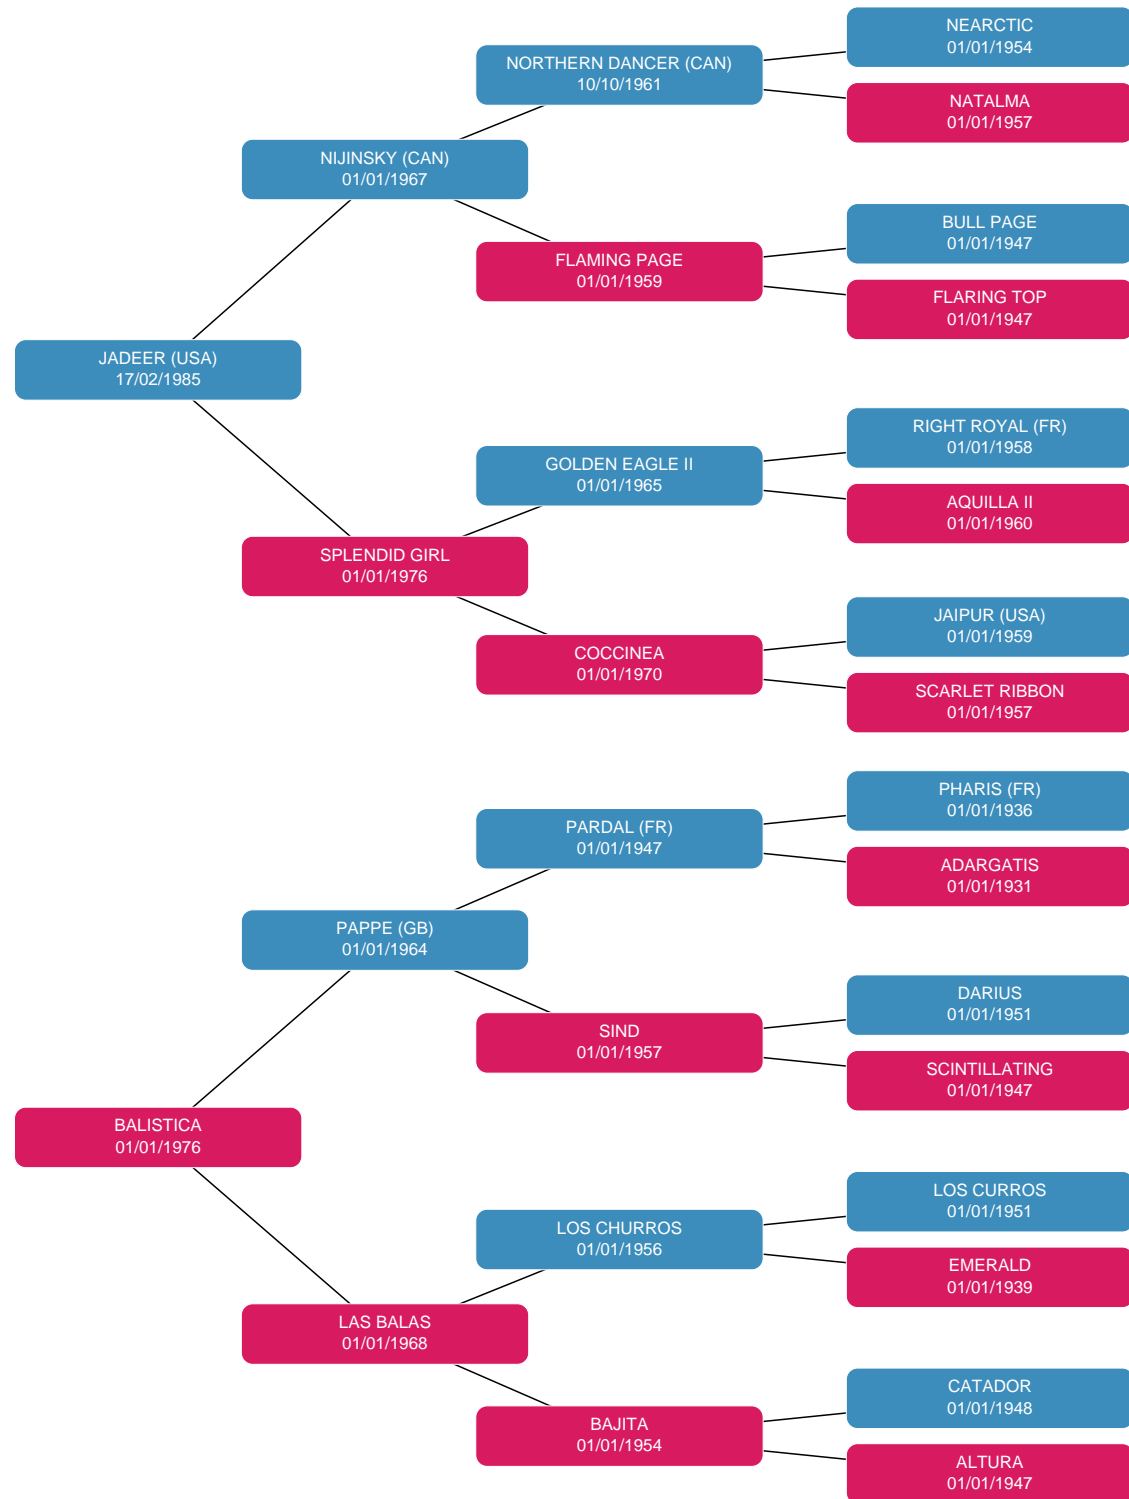 NEARCTIC
01/01/1954
NORTHERN DANCER (CAN)
10/10/1961
NATALMA
01/01/1957
NIJINSKY (CAN)
01/01/1967
BULL PAGE
01/01/1947
FLAMING PAGE
01/01/1959
FLARING TOP
01/01/1947
JADEER (USA)
17/02/1985
RIGHT ROYAL (FR)
01/01/1958
GOLDEN EAGLE II
01/01/1965
AQUILLA II
01/01/1960
SPLENDID GIRL
01/01/1976
JAIPUR (USA)
01/01/1959
COCCINEA
01/01/1970
SCARLET RIBBON
01/01/1957
PHARIS (FR)
01/01/1936
PARDAL (FR)
01/01/1947
ADARGATIS
01/01/1931
PAPPE (GB)
01/01/1964
DARIUS
01/01/1951
SIND
01/01/1957
SCINTILLATING
01/01/1947
BALISTICA
01/01/1976
LOS CURROS
01/01/1951
LOS CHURROS
01/01/1956
EMERALD
01/01/1939
LAS BALAS
01/01/1968
CATADOR
01/01/1948
BAJITA
01/01/1954
ALTURA
01/01/1947